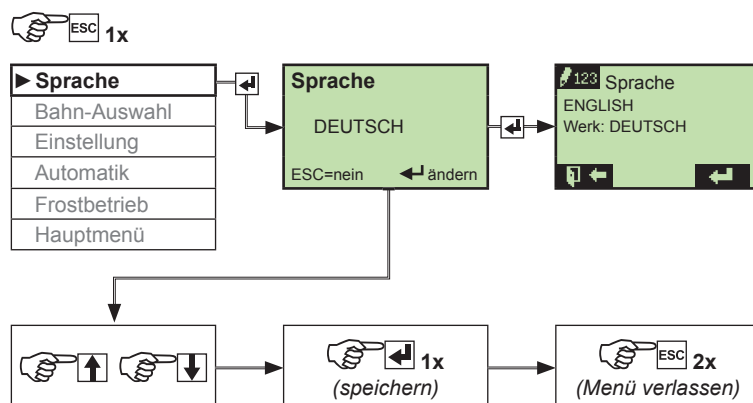 ESC 1x
Sprache
Bahn-Auswahl
Einstellung
Automatik
Frostbetrieb
Hauptmenü
Sprache
DEUTSCH
ESC=nein ändern
123 Sprache
ENGLISH
Werk: DEUTSCH
1x
(speichern)
ESC 2x
(Menü verlassen)